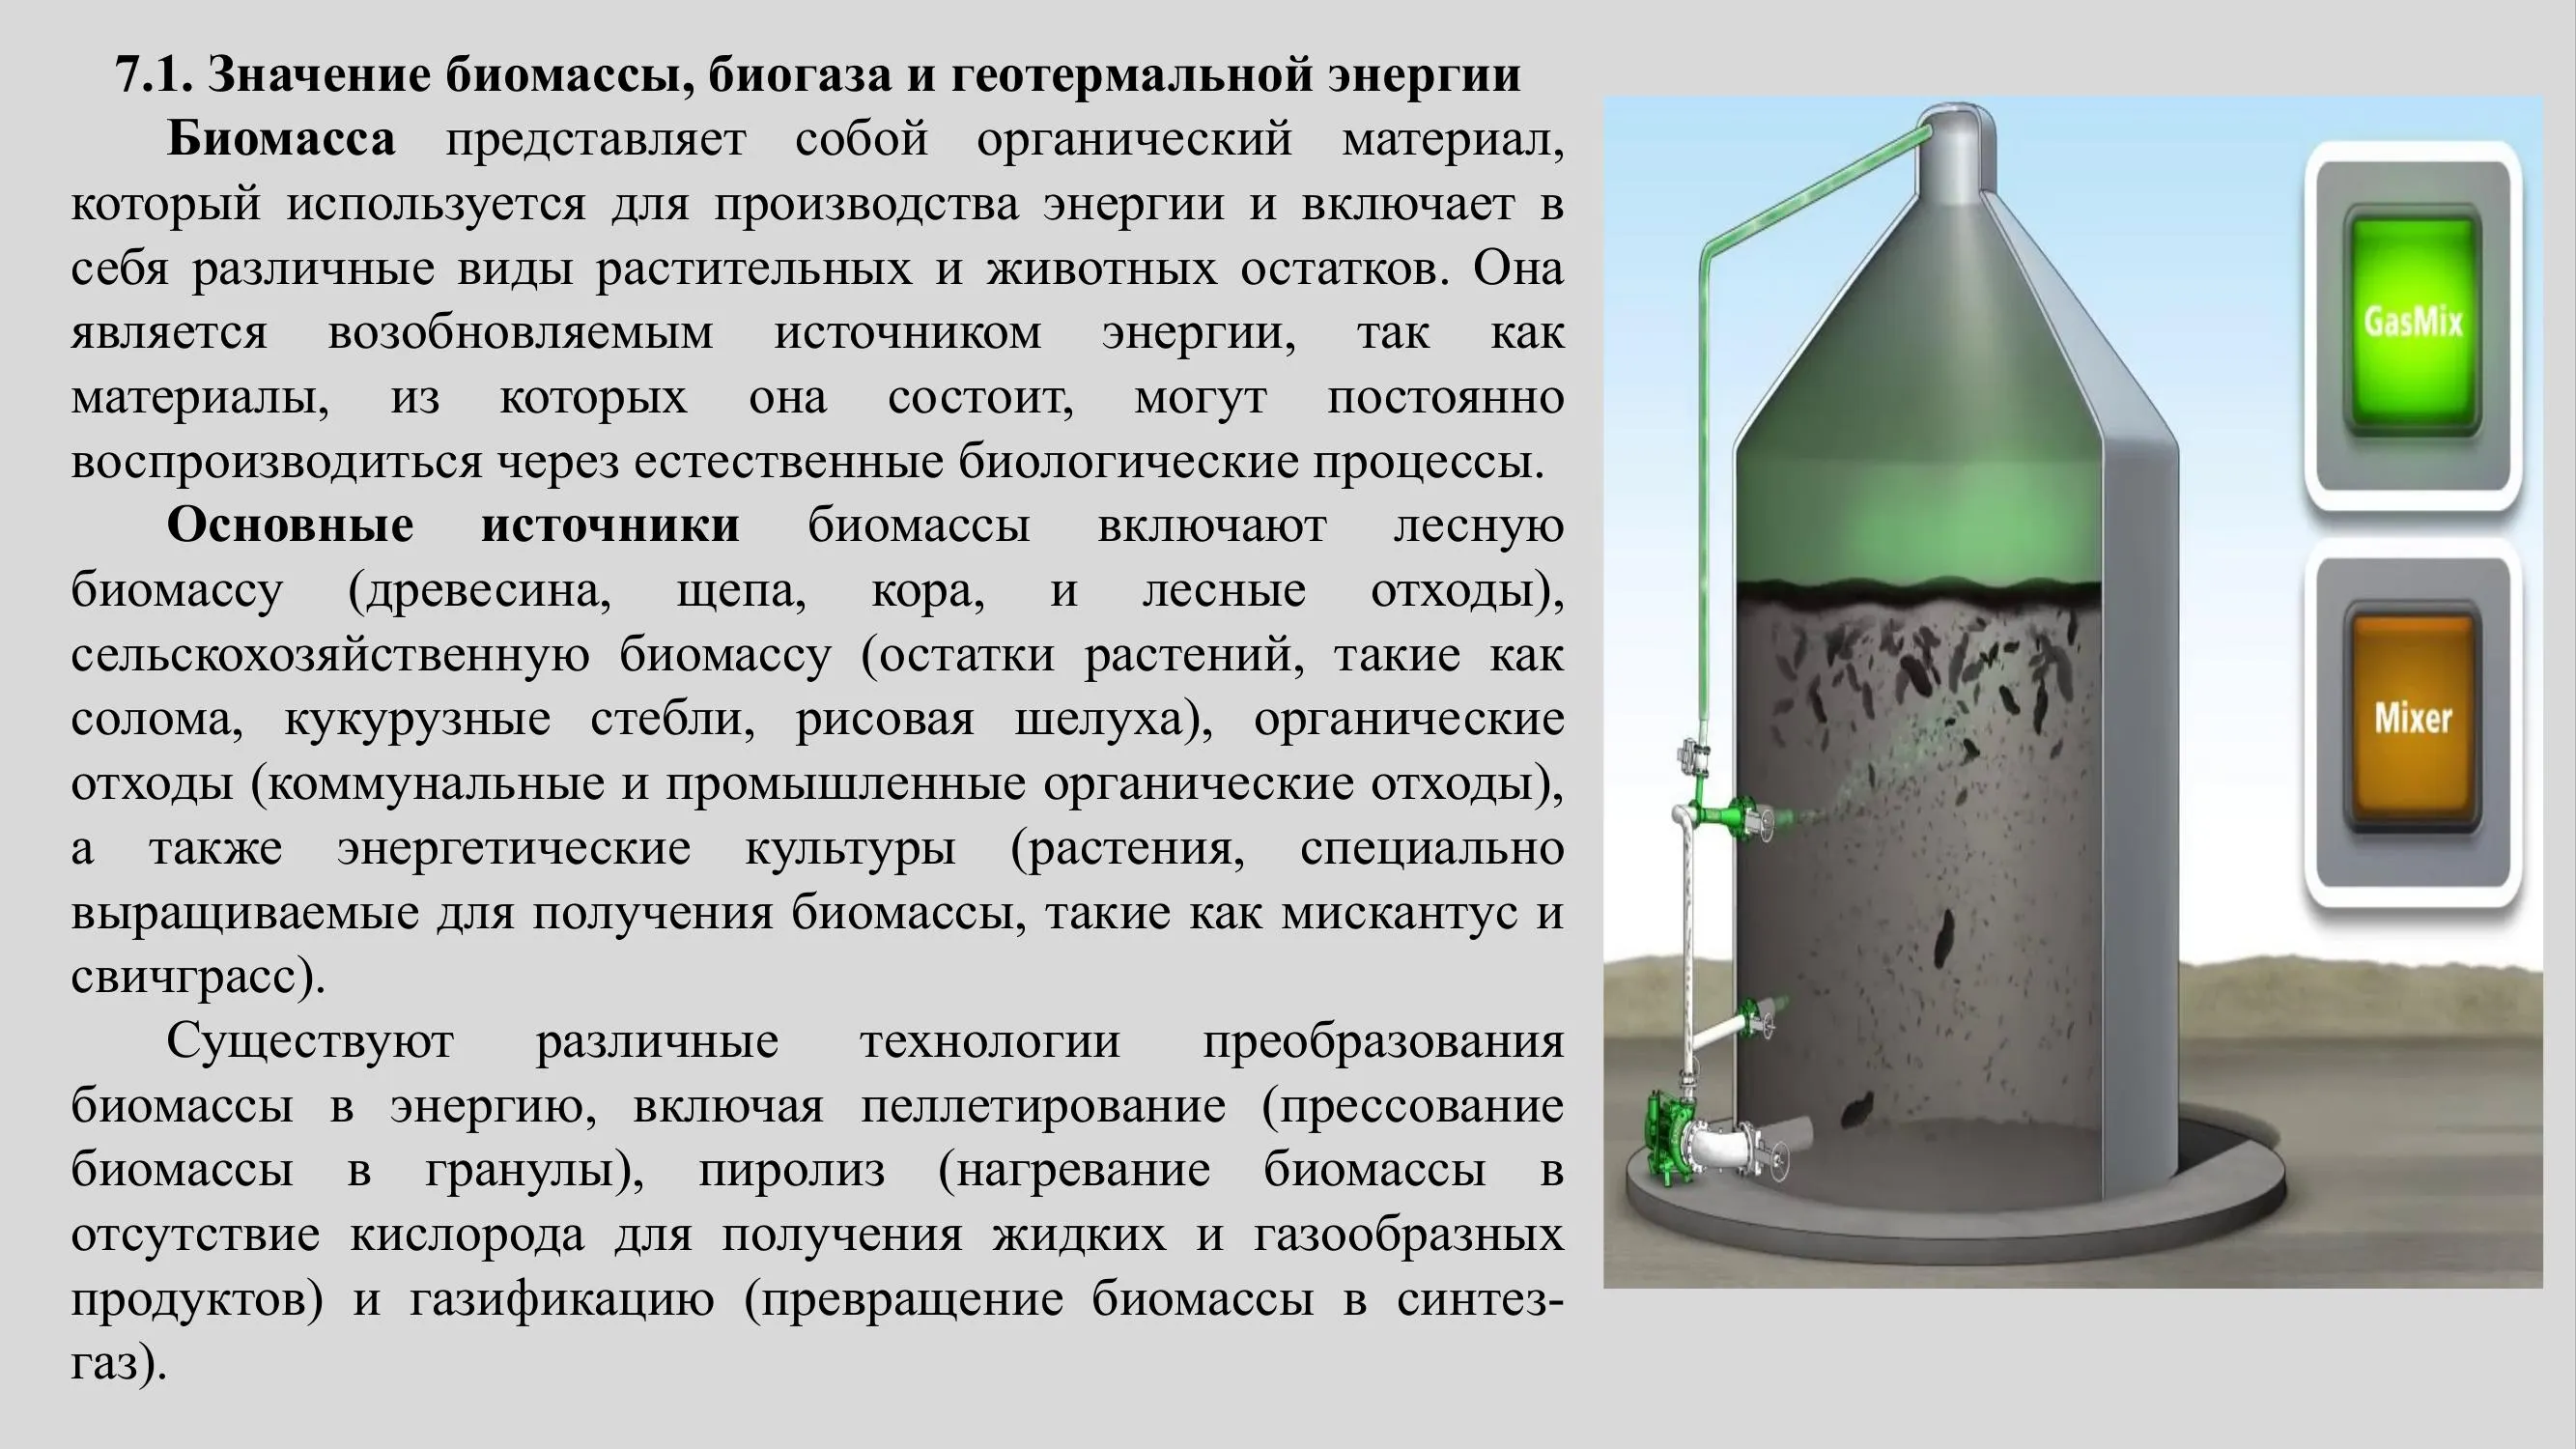 7.1. Значение биомассы, биогаза и геотермальной энергии
Биомасса представляет собой органический материал,
который используется для производства энергии и включает в
себя различные виды растительных и животных остатков. Она
является возобновляемым источником энергии, так как
материалы, из которых она состоит, могут постоянно
воспроизводиться через естественные биологические процессы.
Основные источники биомассы включают лесную
биомассу (древесина, щепа, кора, и лесные отходы),
сельскохозяйственную биомассу (остатки растений, такие как
солома, кукурузные стебли, рисовая шелуха), органические
отходы (коммунальные и промышленные органические отходы),
а также энергетические культуры (растения, специально
выращиваемые для получения биомассы, такие как мискантус и
свичграсс).
Существуют различные технологии преобразования
биомассы в энергию, включая пеллетирование (прессование
биомассы в гранулы), пиролиз (нагревание биомассы в
отсутствие кислорода для получения жидких и газообразных
продуктов) и газификацию (превращение биомассы в синтез-
газ).
GasMix
Mixer